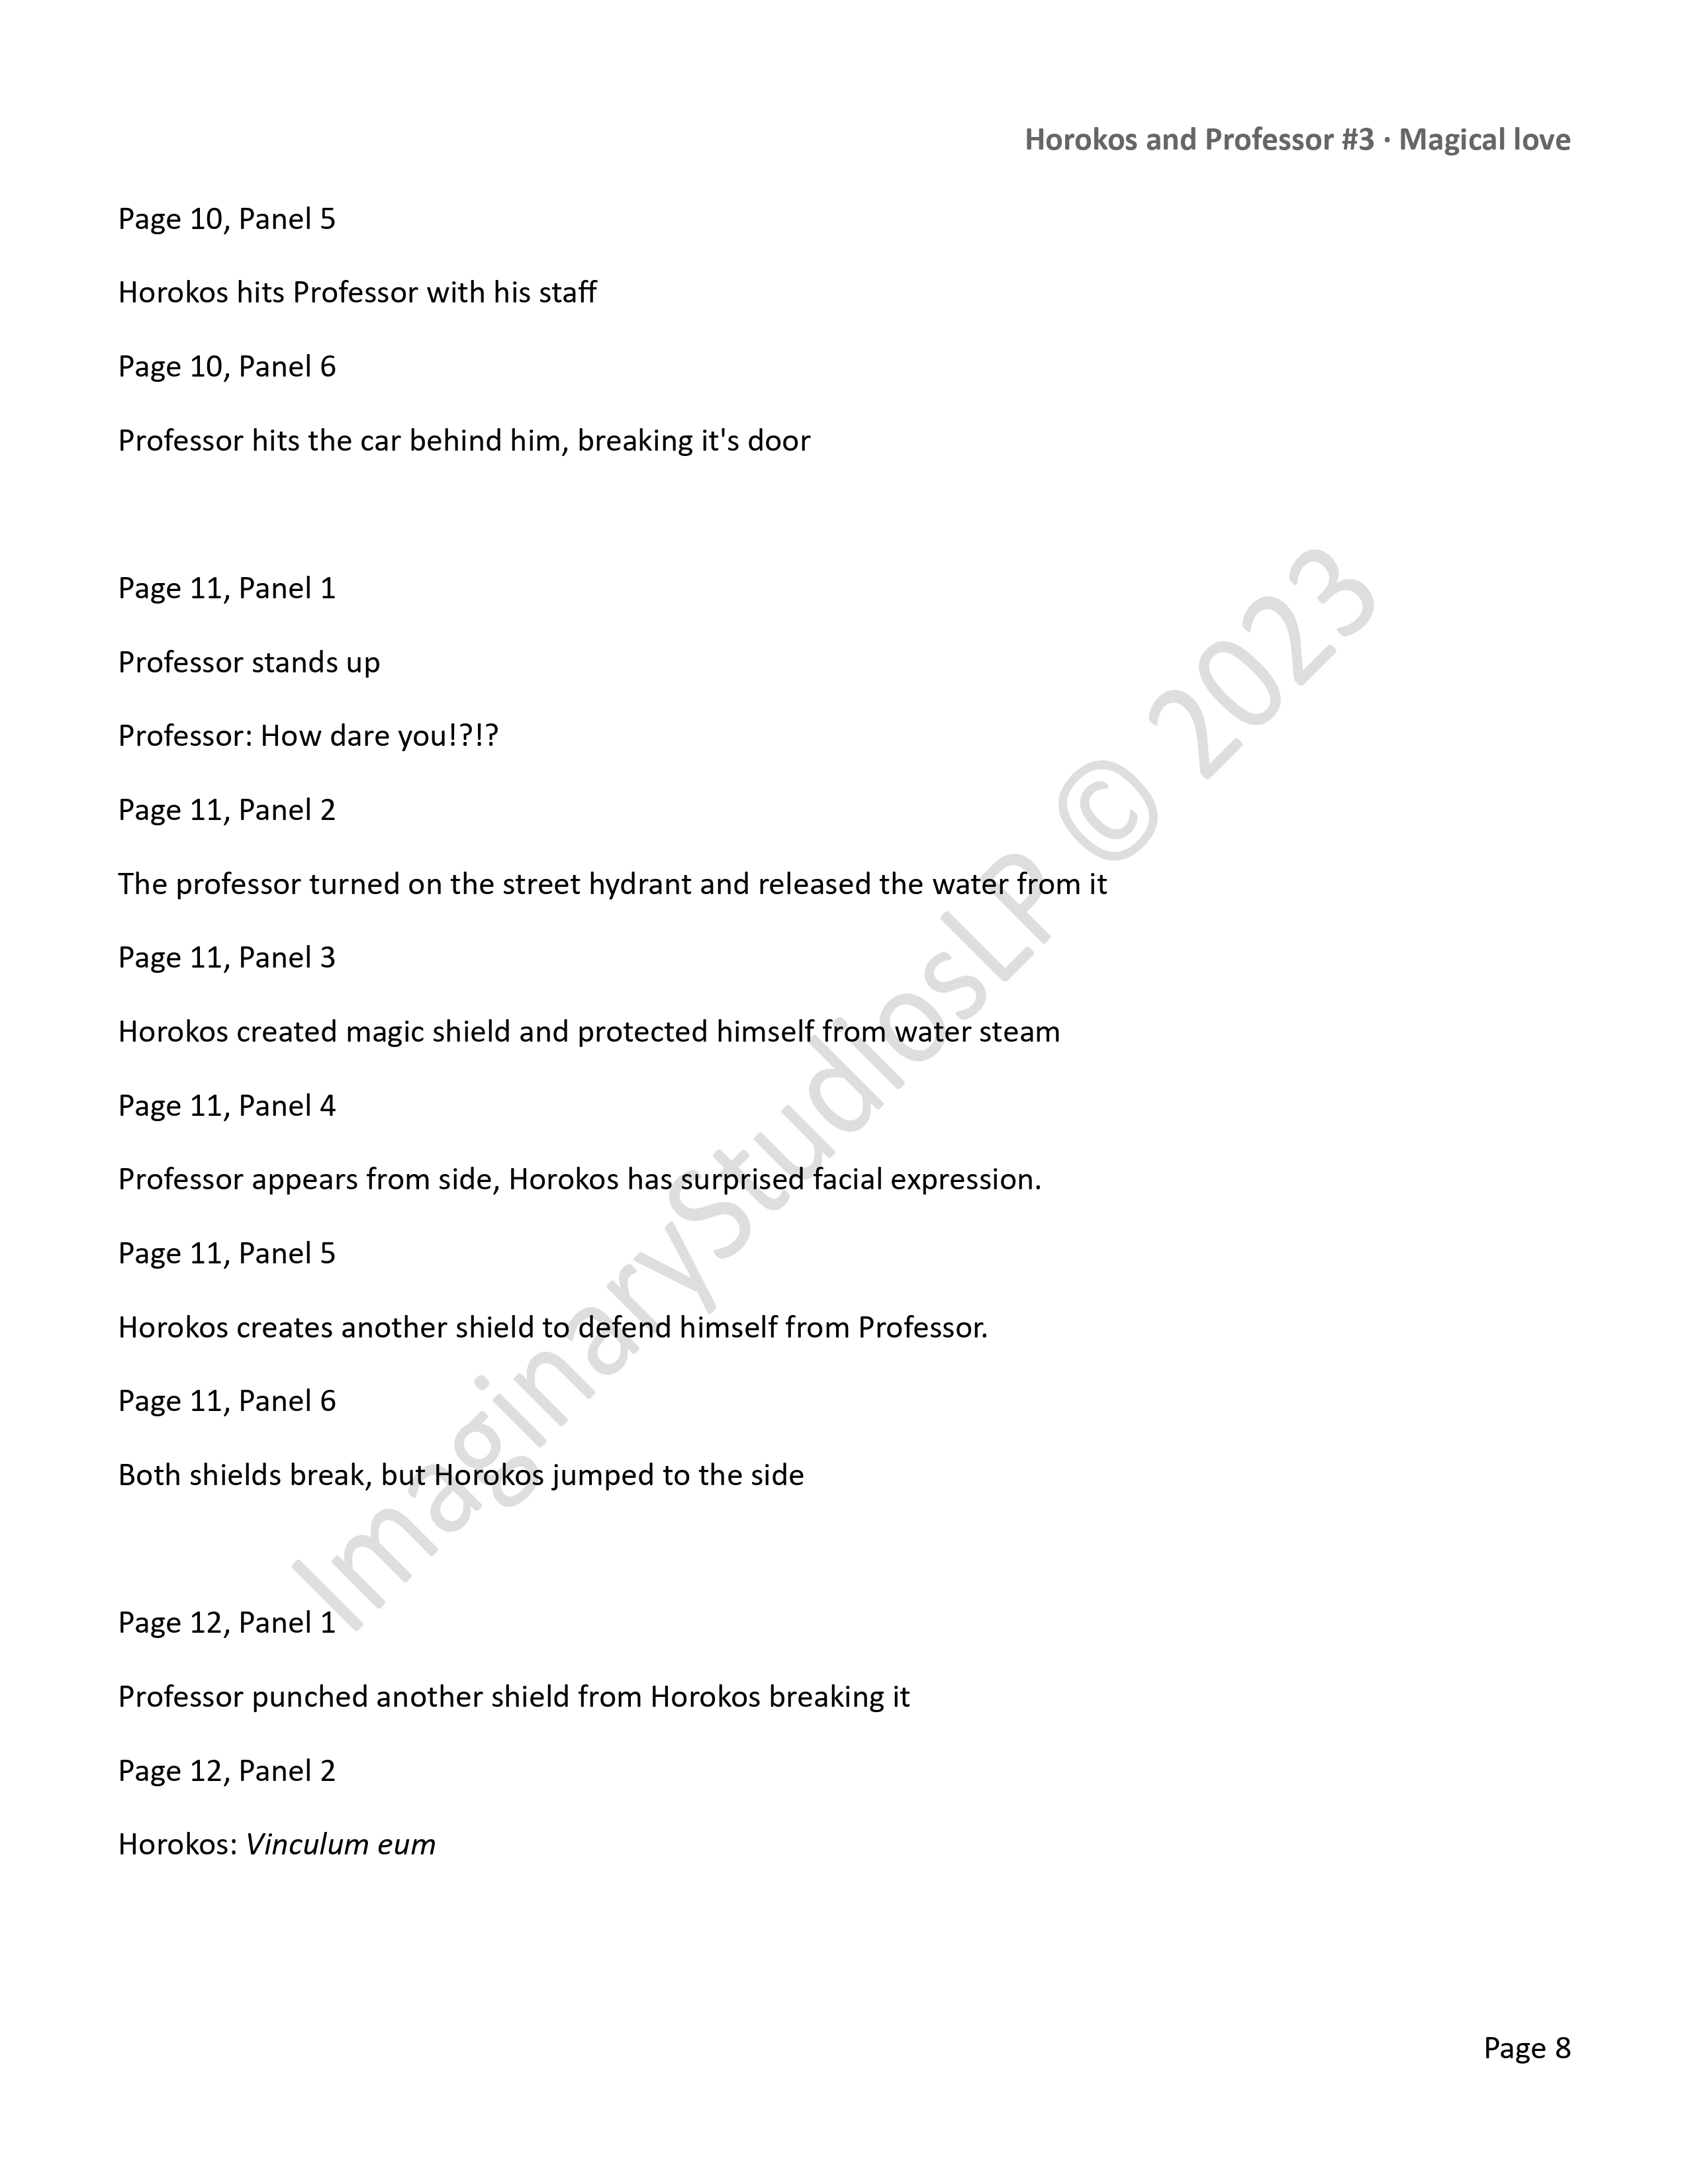 Horokos and Professor #3 · Magical love
Page 10, Panel 5
Horokos hits Professor with his staff
Page 10, Panel 6
Professor hits the car behind him, breaking it's door
Page 11, Panel 1
Professor stands up
Professor: How dare you!?!?
Page 11, Panel 2
The professor turned on the street hydrant and released the water from it
Page 11, Panel 3
Horokos created magic shield and protected himself from water steam
Page 11, Panel 4
Professor appears from side, Horokos has surprised facial expression.
Page 11, Panel 5
Horokos creates another shield to defend himself from Professor.
Page 11, Panel 6
Both shields break, but Horokos jumped to the side
Page 12, Panel 1
Professor punched another shield from Horokos breaking it
Page 12, Panel 2
Horokos: Vinculum eum
Page 8
ImaginaryStudiosLP © 2023